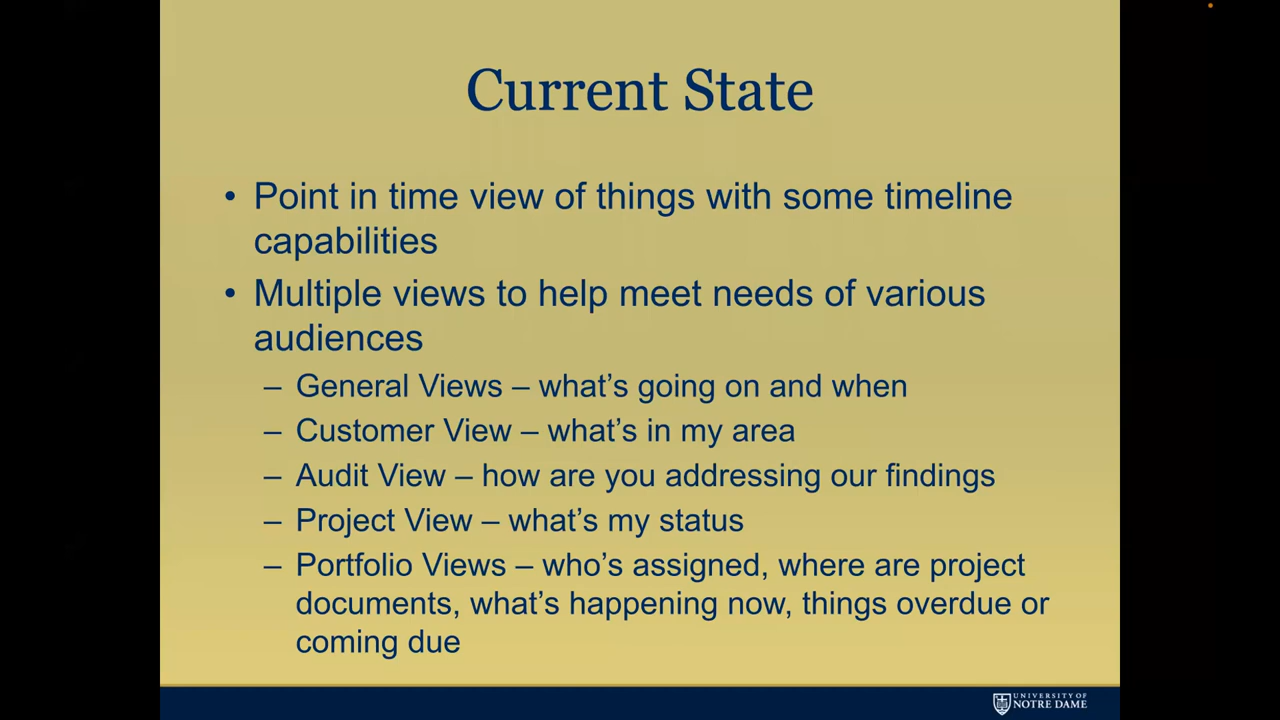 Current State
• Point in time view of things with some timeline
capabilities
• Multiple views to help meet needs of various
audiences
– General Views – what’s going on and when
– Customer View – what’s in my area
– Audit View – how are you addressing our findings
– Project View – what’s my status
– Portfolio Views – who’s assigned, where are project
documents, what’s happening now, things overdue or
coming due
UNIVERSITY OF
NOTRE DAME